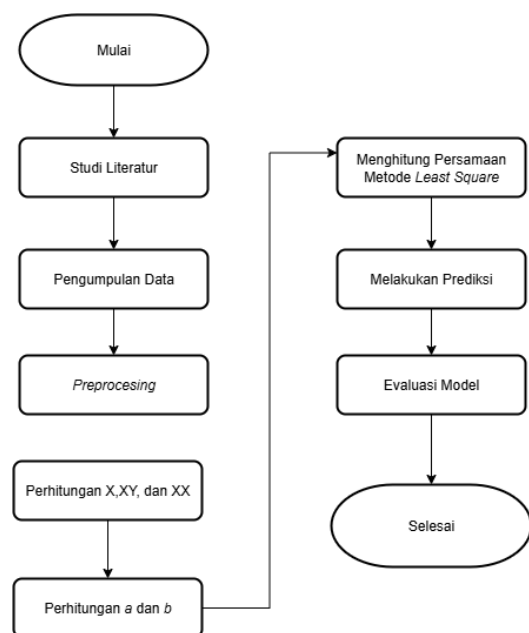 Mulai
Studi Literatur
Pengumpulan Data
Preprocesing
Perhitungan X,XY, dan XX
Perhitungan a dan b
Menghitung Persamaan
Metode Least Square
Melakukan Prediksi
Evaluasi Model
Selesai